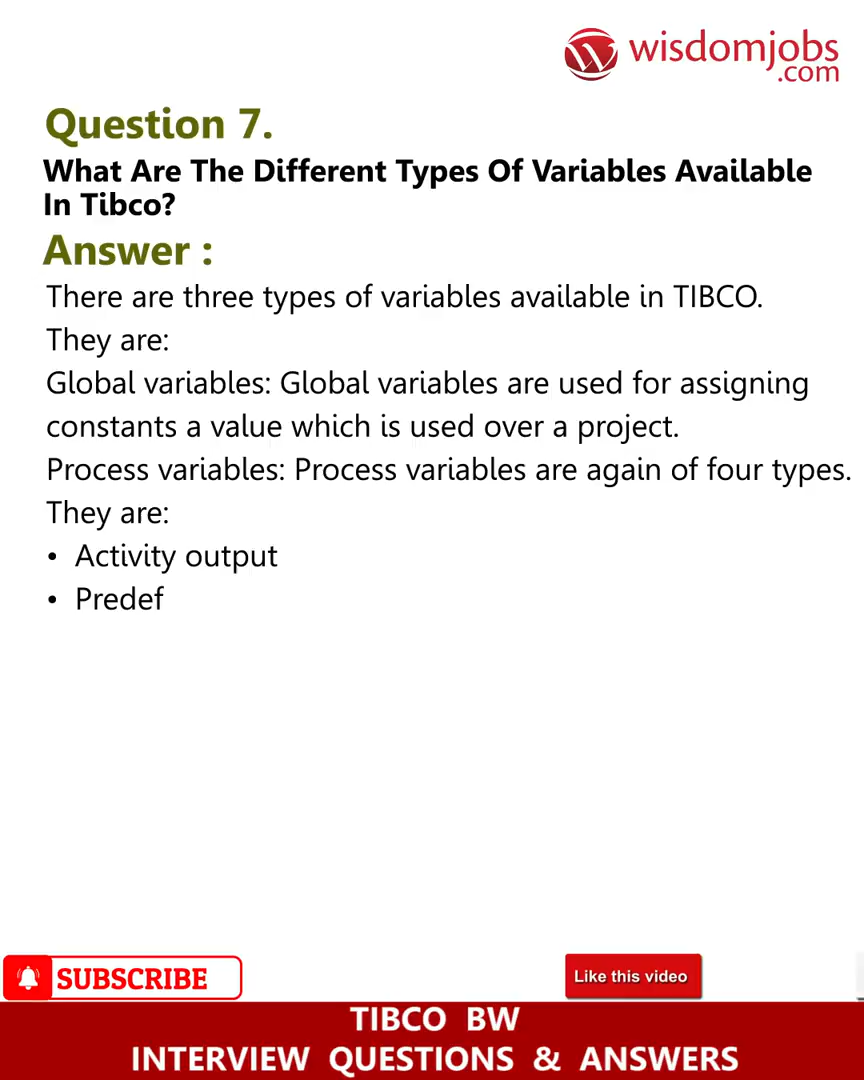 wisdomjobs
.com
Question 7.
What Are The Different Types Of Variables Available
In Tibco?
Answer :
There are three types of variables available in TIBCO.
They are:
Global variables: Global variables are used for assigning
constants a value which is used over a project.
Process variables: Process variables are again of four types.
They are:
• Activity output
• Predef
SUBSCRIBE
Like this video
TIBCO BW
INTERVIEW QUESTIONS & ANSWERS